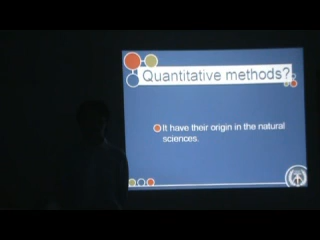 Quantitative methods?
It have their origin in the natural
sciences.